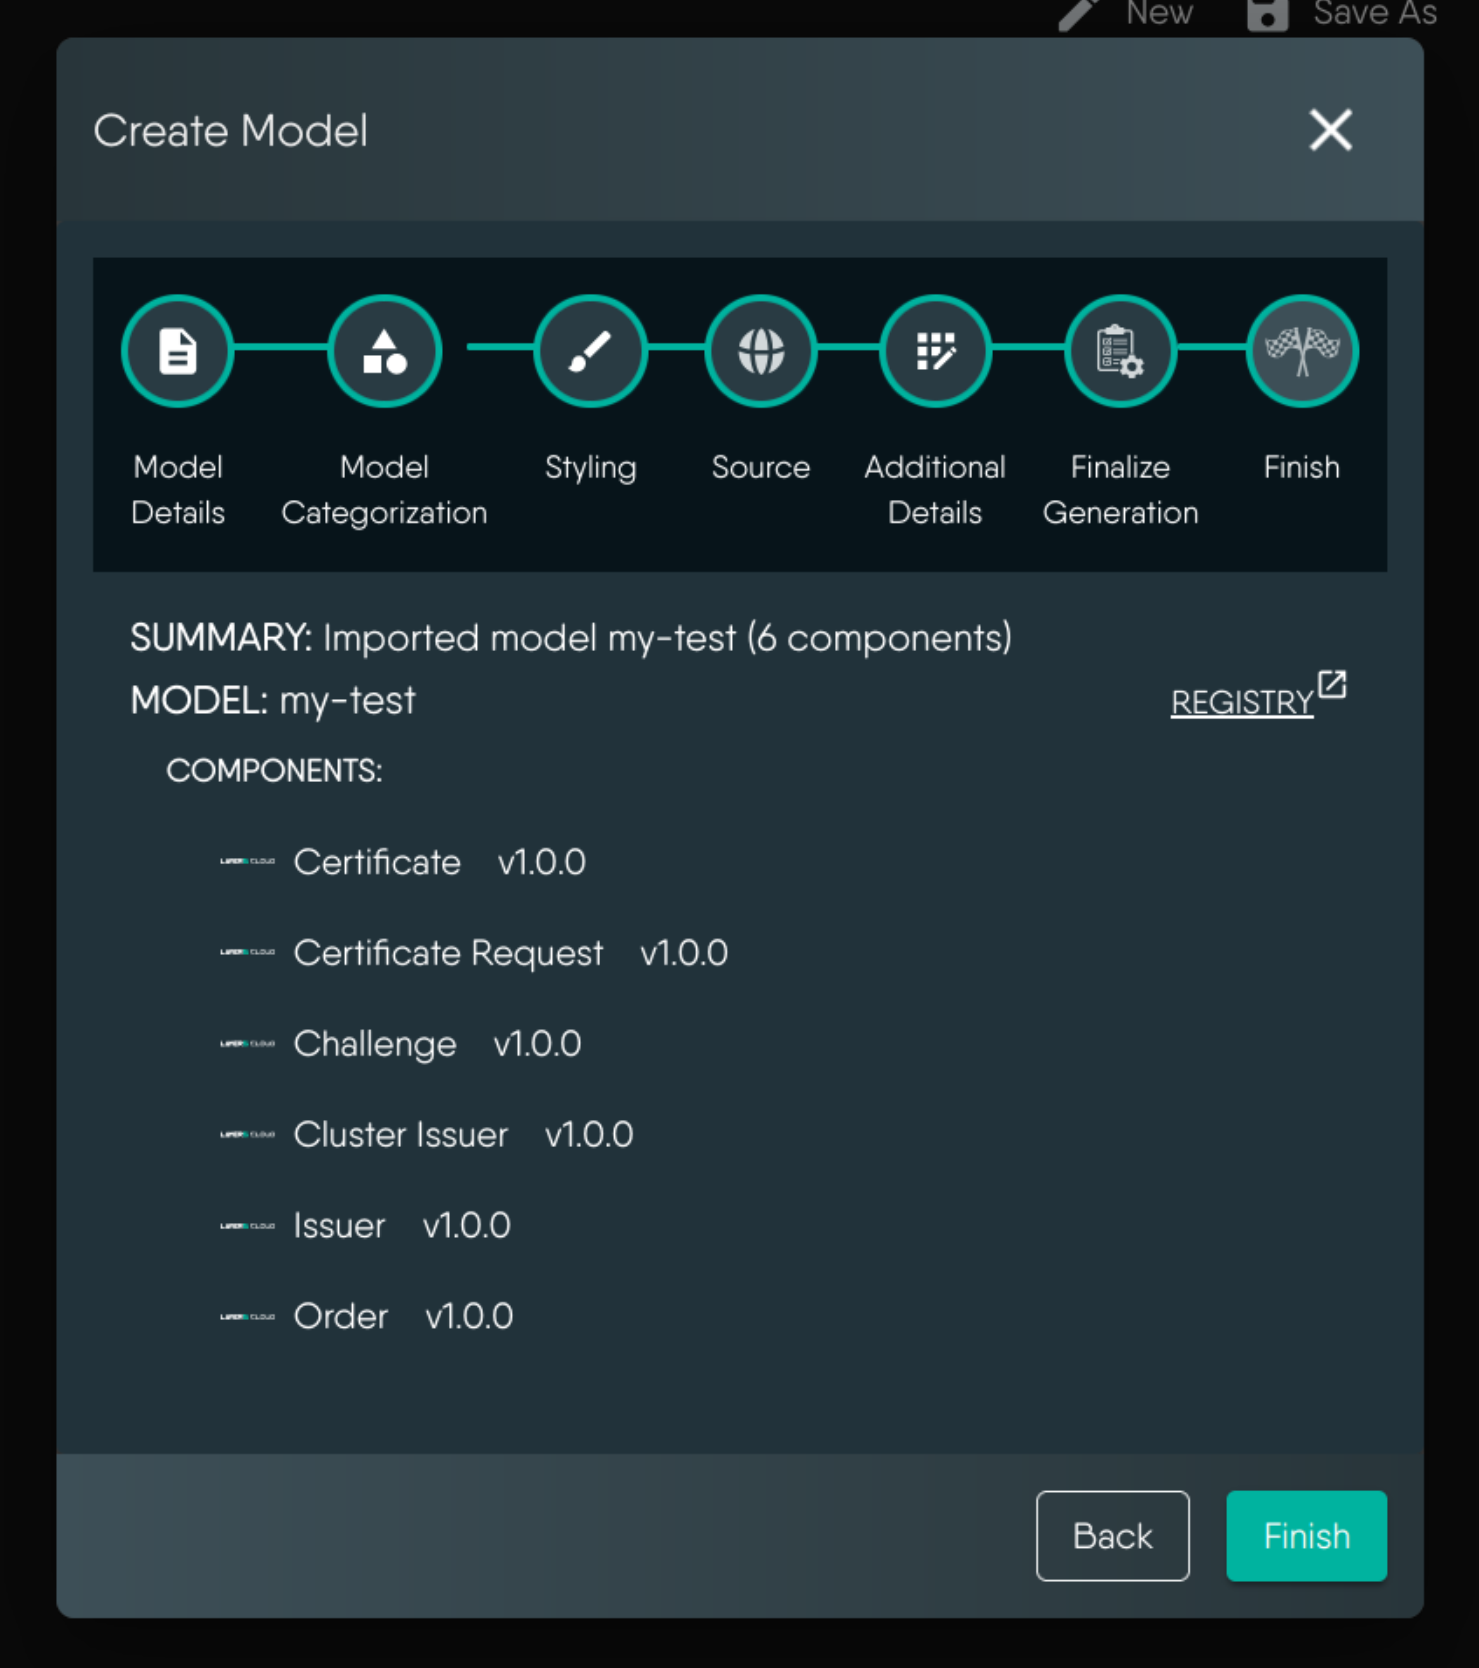 New Save As
Create Model
Model Details
Model Categorization
Styling
Source
Additional Details
Finalize Generation
Finish
SUMMARY: Imported model my-test (6 components)
MODEL: my-test
REGISTRY
COMPONENTS:
Certificate v1.0.0
Certificate Request v1.0.0
Challenge v1.0.0
Cluster Issuer v1.0.0
Issuer v1.0.0
Order v1.0.0
Back Finish